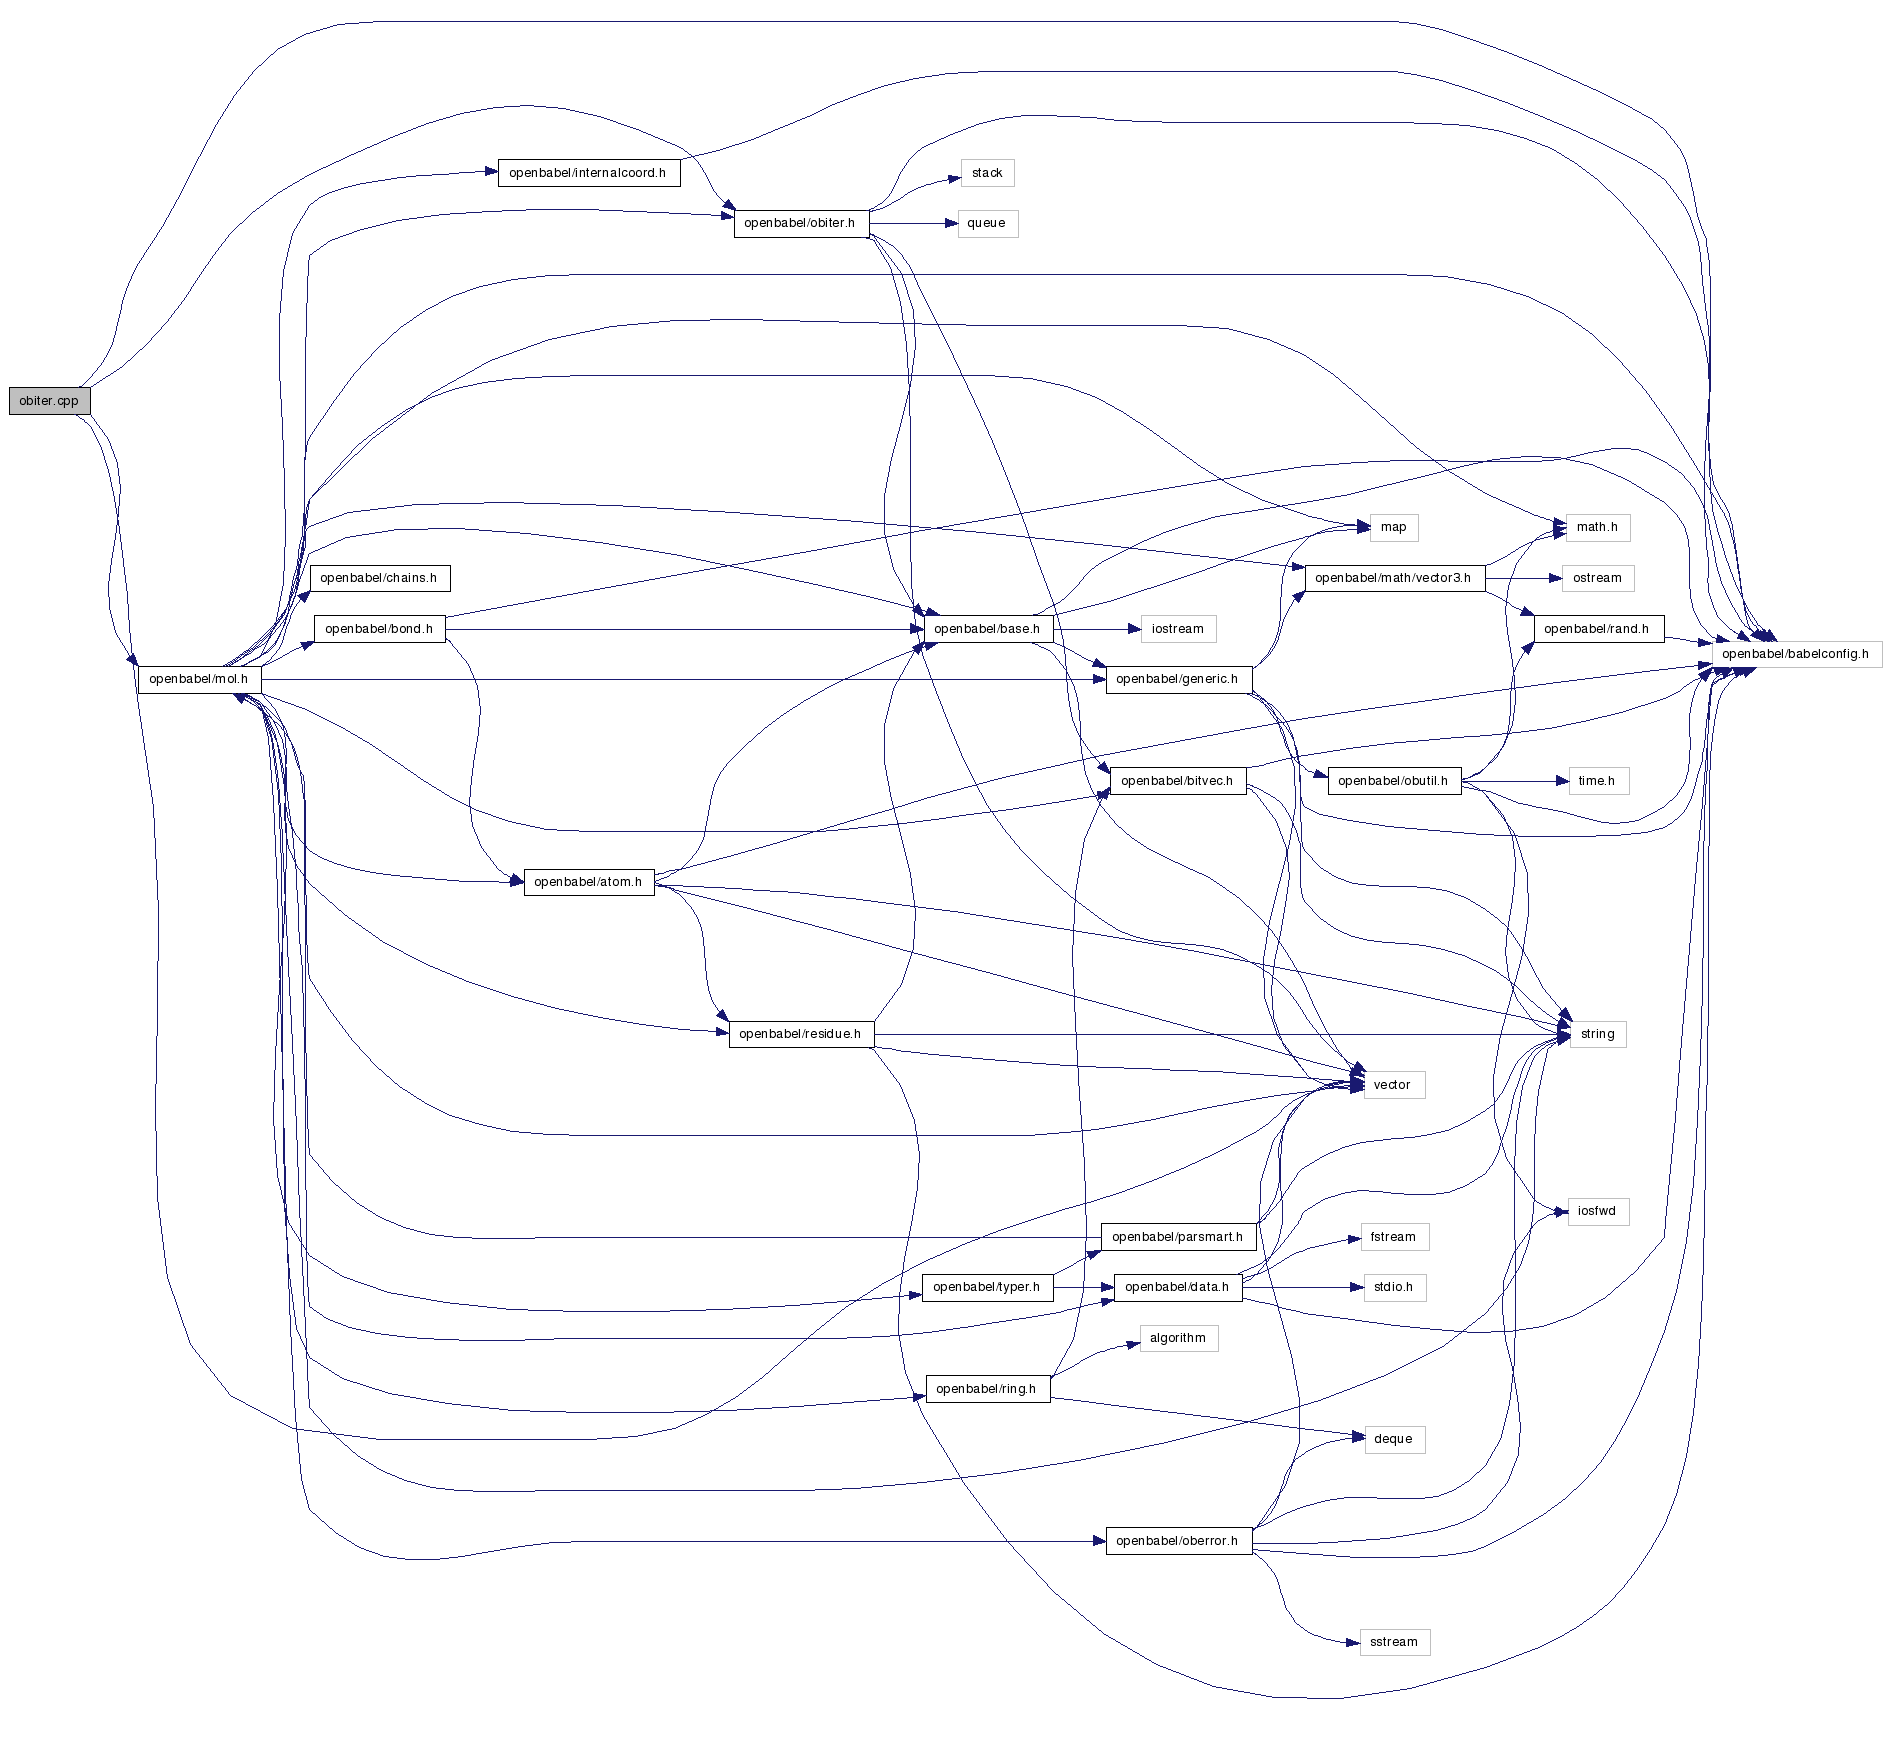 openbabel/internalcoord.h
stack
openbabel/obiter.h
queue
obiter.cpp
map
math.h
openbabel/chains.h
openbabel/math/vector3.h
ostream
openbabel/bond.h
openbabel/base.h
iostream
openbabel/rand.h
openbabel/babelconfig.h
openbabel/mol.h
openbabel/generic.h
openbabel/bitvec.h
openbabel/obutil.h
time.h
openbabel/atom.h
openbabel/residue.h
string
vector
iosfwd
openbabel/parsmart.h
fstream
openbabel/typer.h
openbabel/data.h
stdio.h
algorithm
openbabel/ring.h
deque
openbabel/oberror.h
sstream